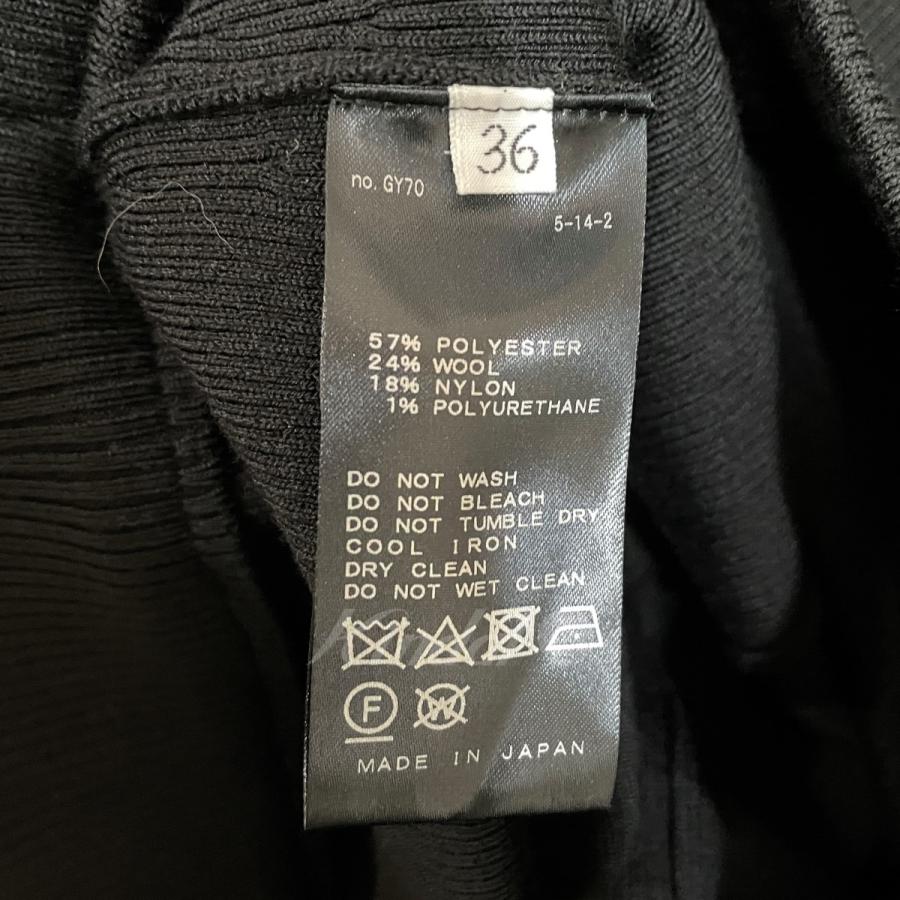 36
no. GY70
5-14-2
57% POLYESTER
24% WOOL
18% NYLON
1% POLYURETHANE
DO NOT WASH
DO NOT BLEACH
DO NOT TUMBLE DRY
COOL IRON
DRY CLEAN
DO NOT WET CLEAN
F W
MADE IN JAPAN